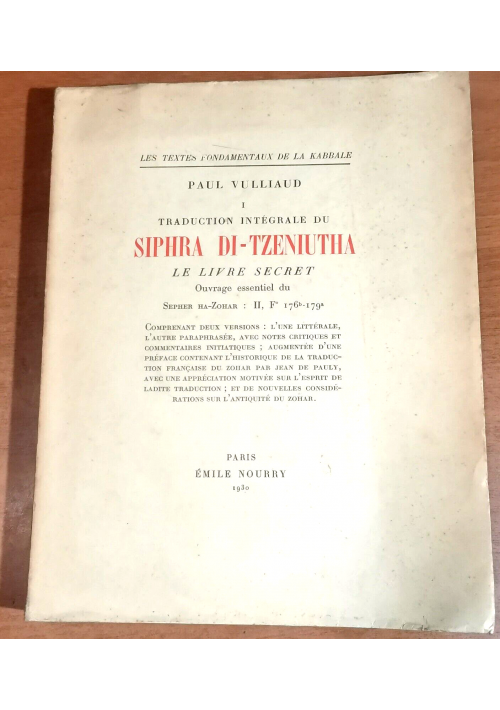 LES TEXTES FONDAMENTAUX DE LA KABBALE
PAUL VULLIAUD
I
TRADUCTION INTÉGRALE DU
SIPHRA DI-TZENIUTHA
LE LIVRE SECRET
Ouvrage essentiel du
SEPHER HA-ZOHAR : II, Fº 176ᵇ-179ᵃ
COMPRENANT DEUX VERSIONS : L'UNE LITTÉRALE,
L'AUTRE PARAPHRASÉE, AVEC NOTES CRITIQUES ET
COMMENTAIRES INITIATIQUES ; AUGMENTÉE D'UNE
PRÉFACE CONTENANT L'HISTORIQUE DE LA TRADUC-
TION FRANÇAISE DU ZOHAR PAR JEAN DE PAULY,
AVEC UNE APPRÉCIATION MOTIVÉE SUR L'ESPRIT DE
LADITE TRADUCTION ; ET DE NOUVELLES CONSIDÉ-
RATIONS SUR L'ANTIQUITÉ DU ZOHAR.
PARIS
ÉMILE NOURRY
1930